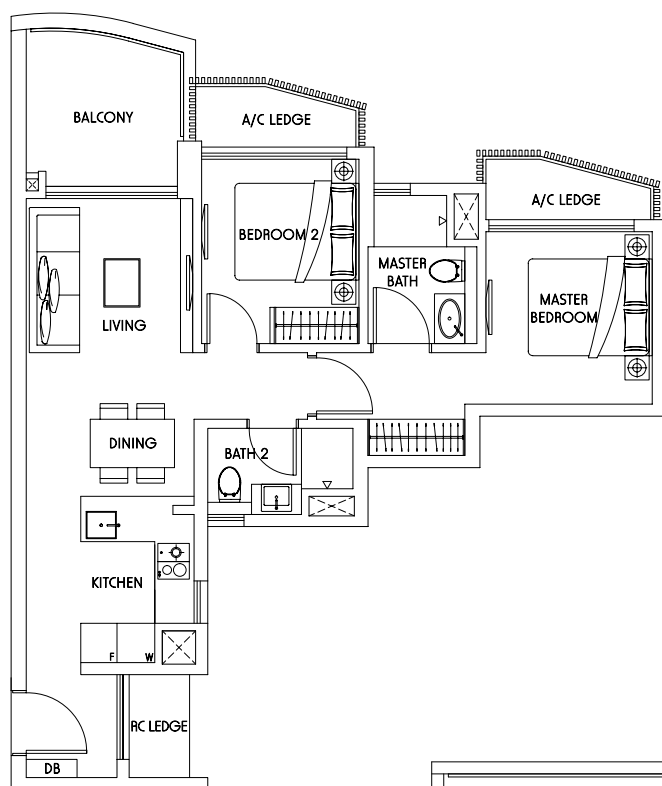 BALCONY
A/C LEDGE
A/C LEDGE
BEDROOM 2
MASTER
BATH
MASTER
BEDROOM
LIVING
DINING
BATH 2
KITCHEN
F
W
RC LEDGE
DB